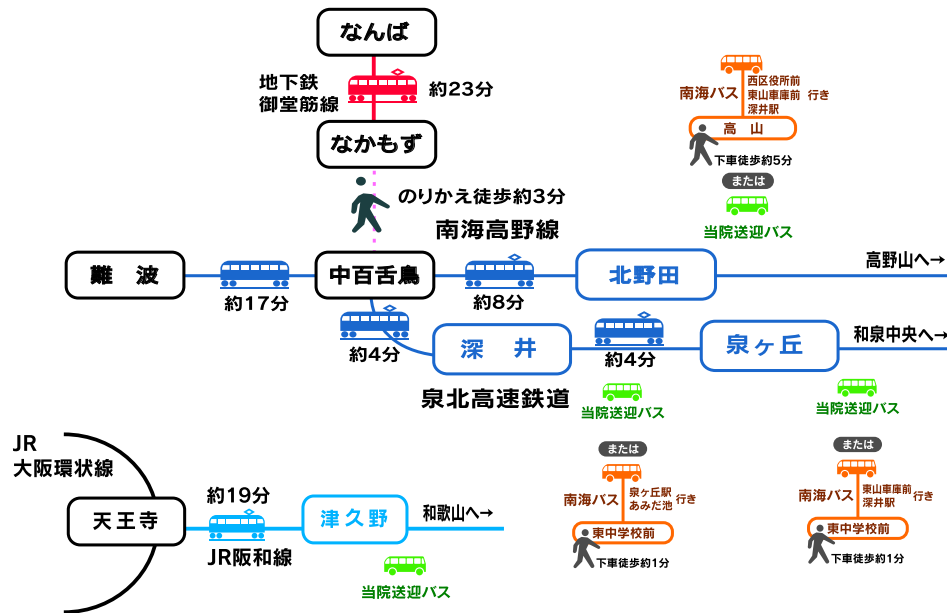 なんば
地下鉄
御堂筋線
約23分
なかもず
のりかえ徒歩約3分
南海バス
西区役所前
東山車庫前
深井駅
行き
高山
下車徒歩約5分
または
当院送迎バス
南海高野線
難波
約17分
中百舌鳥
約8分
北野田
高野山へ→
約4分
深井
約4分
泉ヶ丘
和泉中央へ→
泉北高速鉄道
当院送迎バス
または
南海バス
泉ヶ丘駅
あみだ池
行き
東中学校前
下車徒歩約1分
当院送迎バス
または
南海バス
東山車庫前
深井駅
行き
東中学校前
下車徒歩約1分
JR
大阪環状線
天王寺
約19分
JR阪和線
津久野
和歌山へ→
当院送迎バス